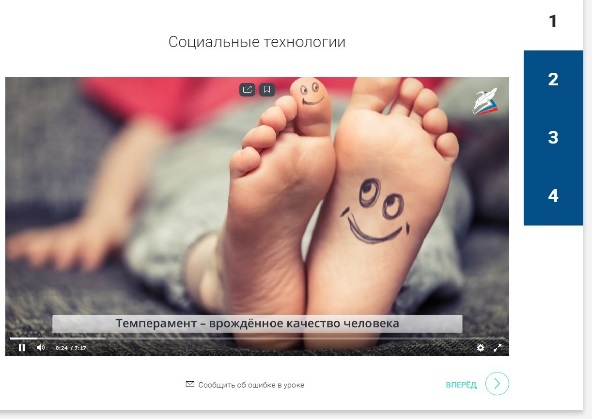 1
Социальные технологии
2
3
4
Темперамент – врождённое качество человека
0:24 / 7:17
Сообщить об ошибке в уроке
ВПЕРЁД